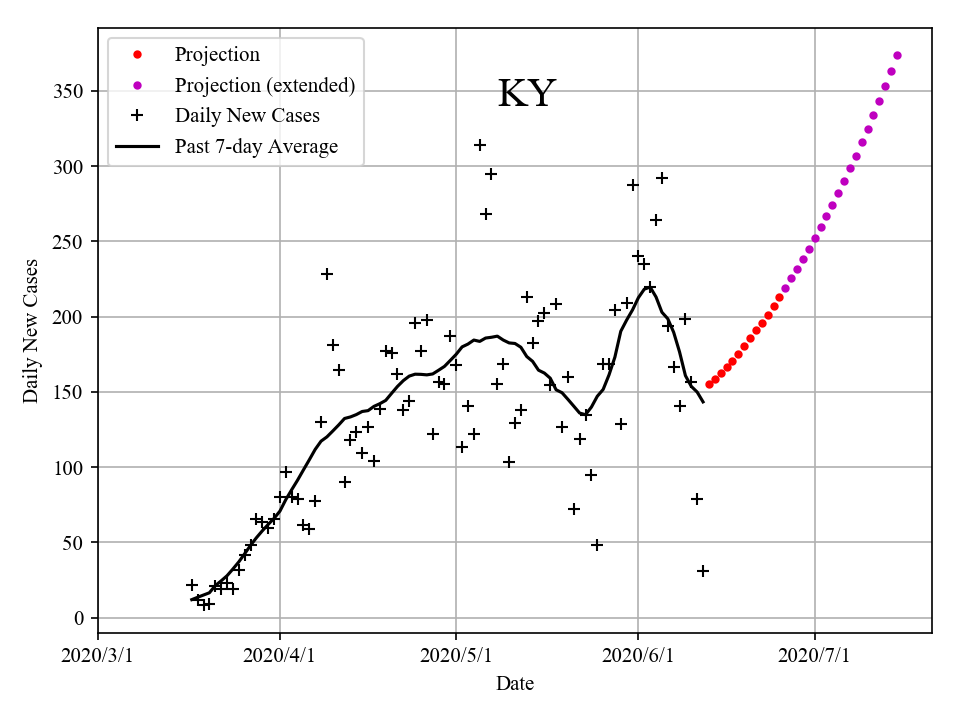 KY
Projection
Projection (extended)
Daily New Cases
Past 7-day Average
350
300
250
200
150
100
50
0
Daily New Cases
2020/3/1 2020/4/1 2020/5/1 2020/6/1 2020/7/1
Date